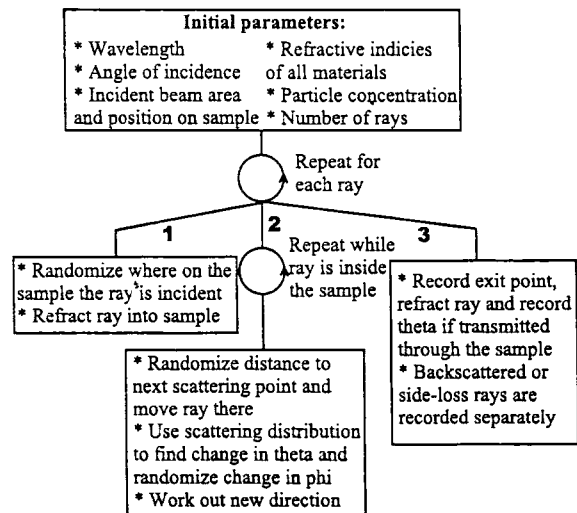 Initial parameters:
* Wavelength
* Angle of incidence
* Incident beam area
and position on sample
* Refractive indicies
of all materials
* Particle concentration
* Number of rays
Repeat for
each ray
1
2
3
* Randomize where on the
sample the ray is incident
* Refract ray into sample
Repeat while
ray is inside
the sample
* Randomize distance to
next scattering point and
move ray there
* Use scattering distribution
to find change in theta and
randomize change in phi
* Work out new direction
* Record exit point,
refract ray and record
theta if transmitted
through the sample
* Backscattered or
side-loss rays are
recorded separately